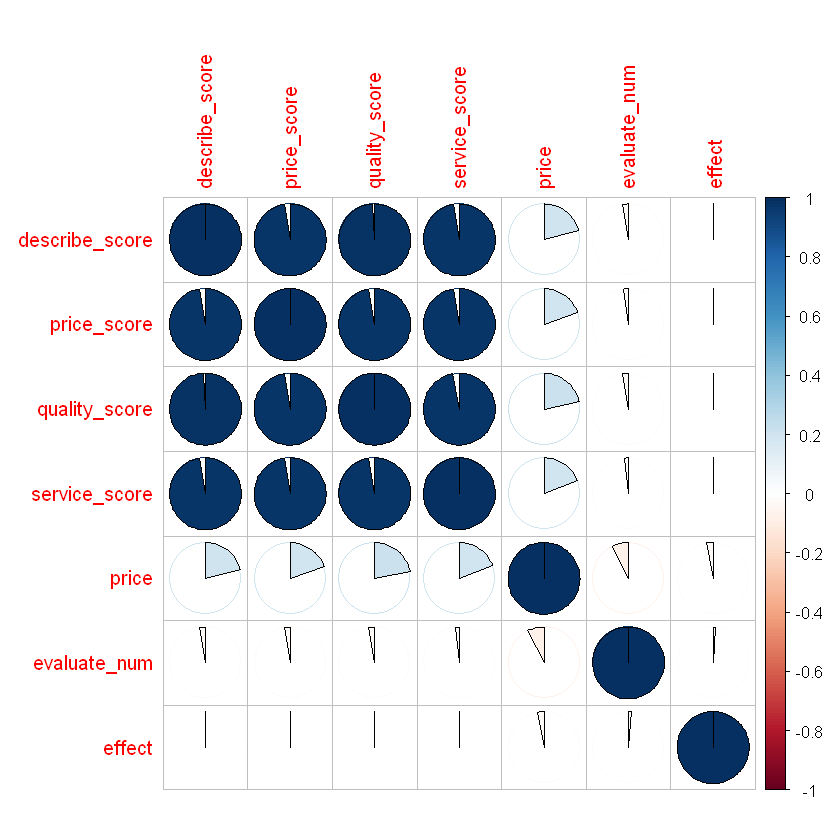 describe_score
price_score
quality_score
service_score
price
evaluate_num
effect
describe_score
price_score
quality_score
service_score
price
evaluate_num
effect
1
0.8
0.6
0.4
0.2
0
-0.2
-0.4
-0.6
-0.8
-1